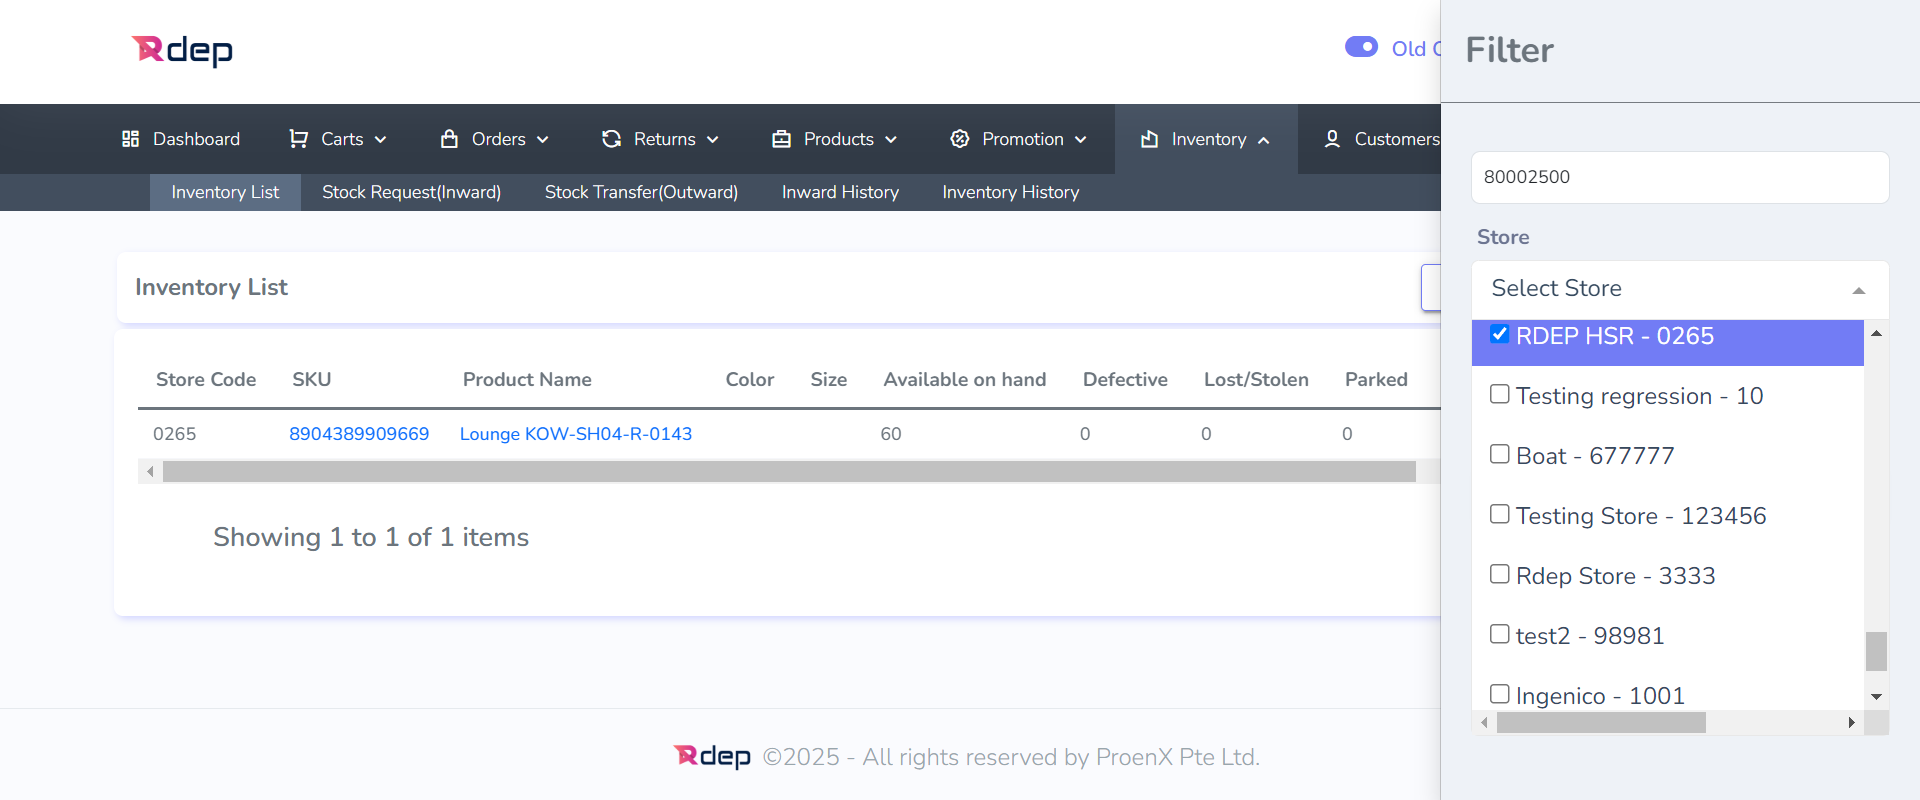 Rdep
Old
Filter
Dashboard Carts Orders Returns Products Promotion Inventory Customers
Inventory List Stock Request(Inward) Stock Transfer(Outward) Inward History Inventory History
80002500
Store
Select Store
Inventory List
RDEP HSR - 0265
Testing regression - 10
Boat - 677777
Testing Store - 123456
Rdep Store - 3333
test2 - 98981
Ingenico - 1001
Store Code SKU Product Name Color Size Available on hand Defective Lost/Stolen Parked
0265 8904389909669 Lounge KOW-SH04-R-0143 60 0 0 0
Showing 1 to 1 of 1 items
Rdep ©2025 - All rights reserved by ProenX Pte Ltd.